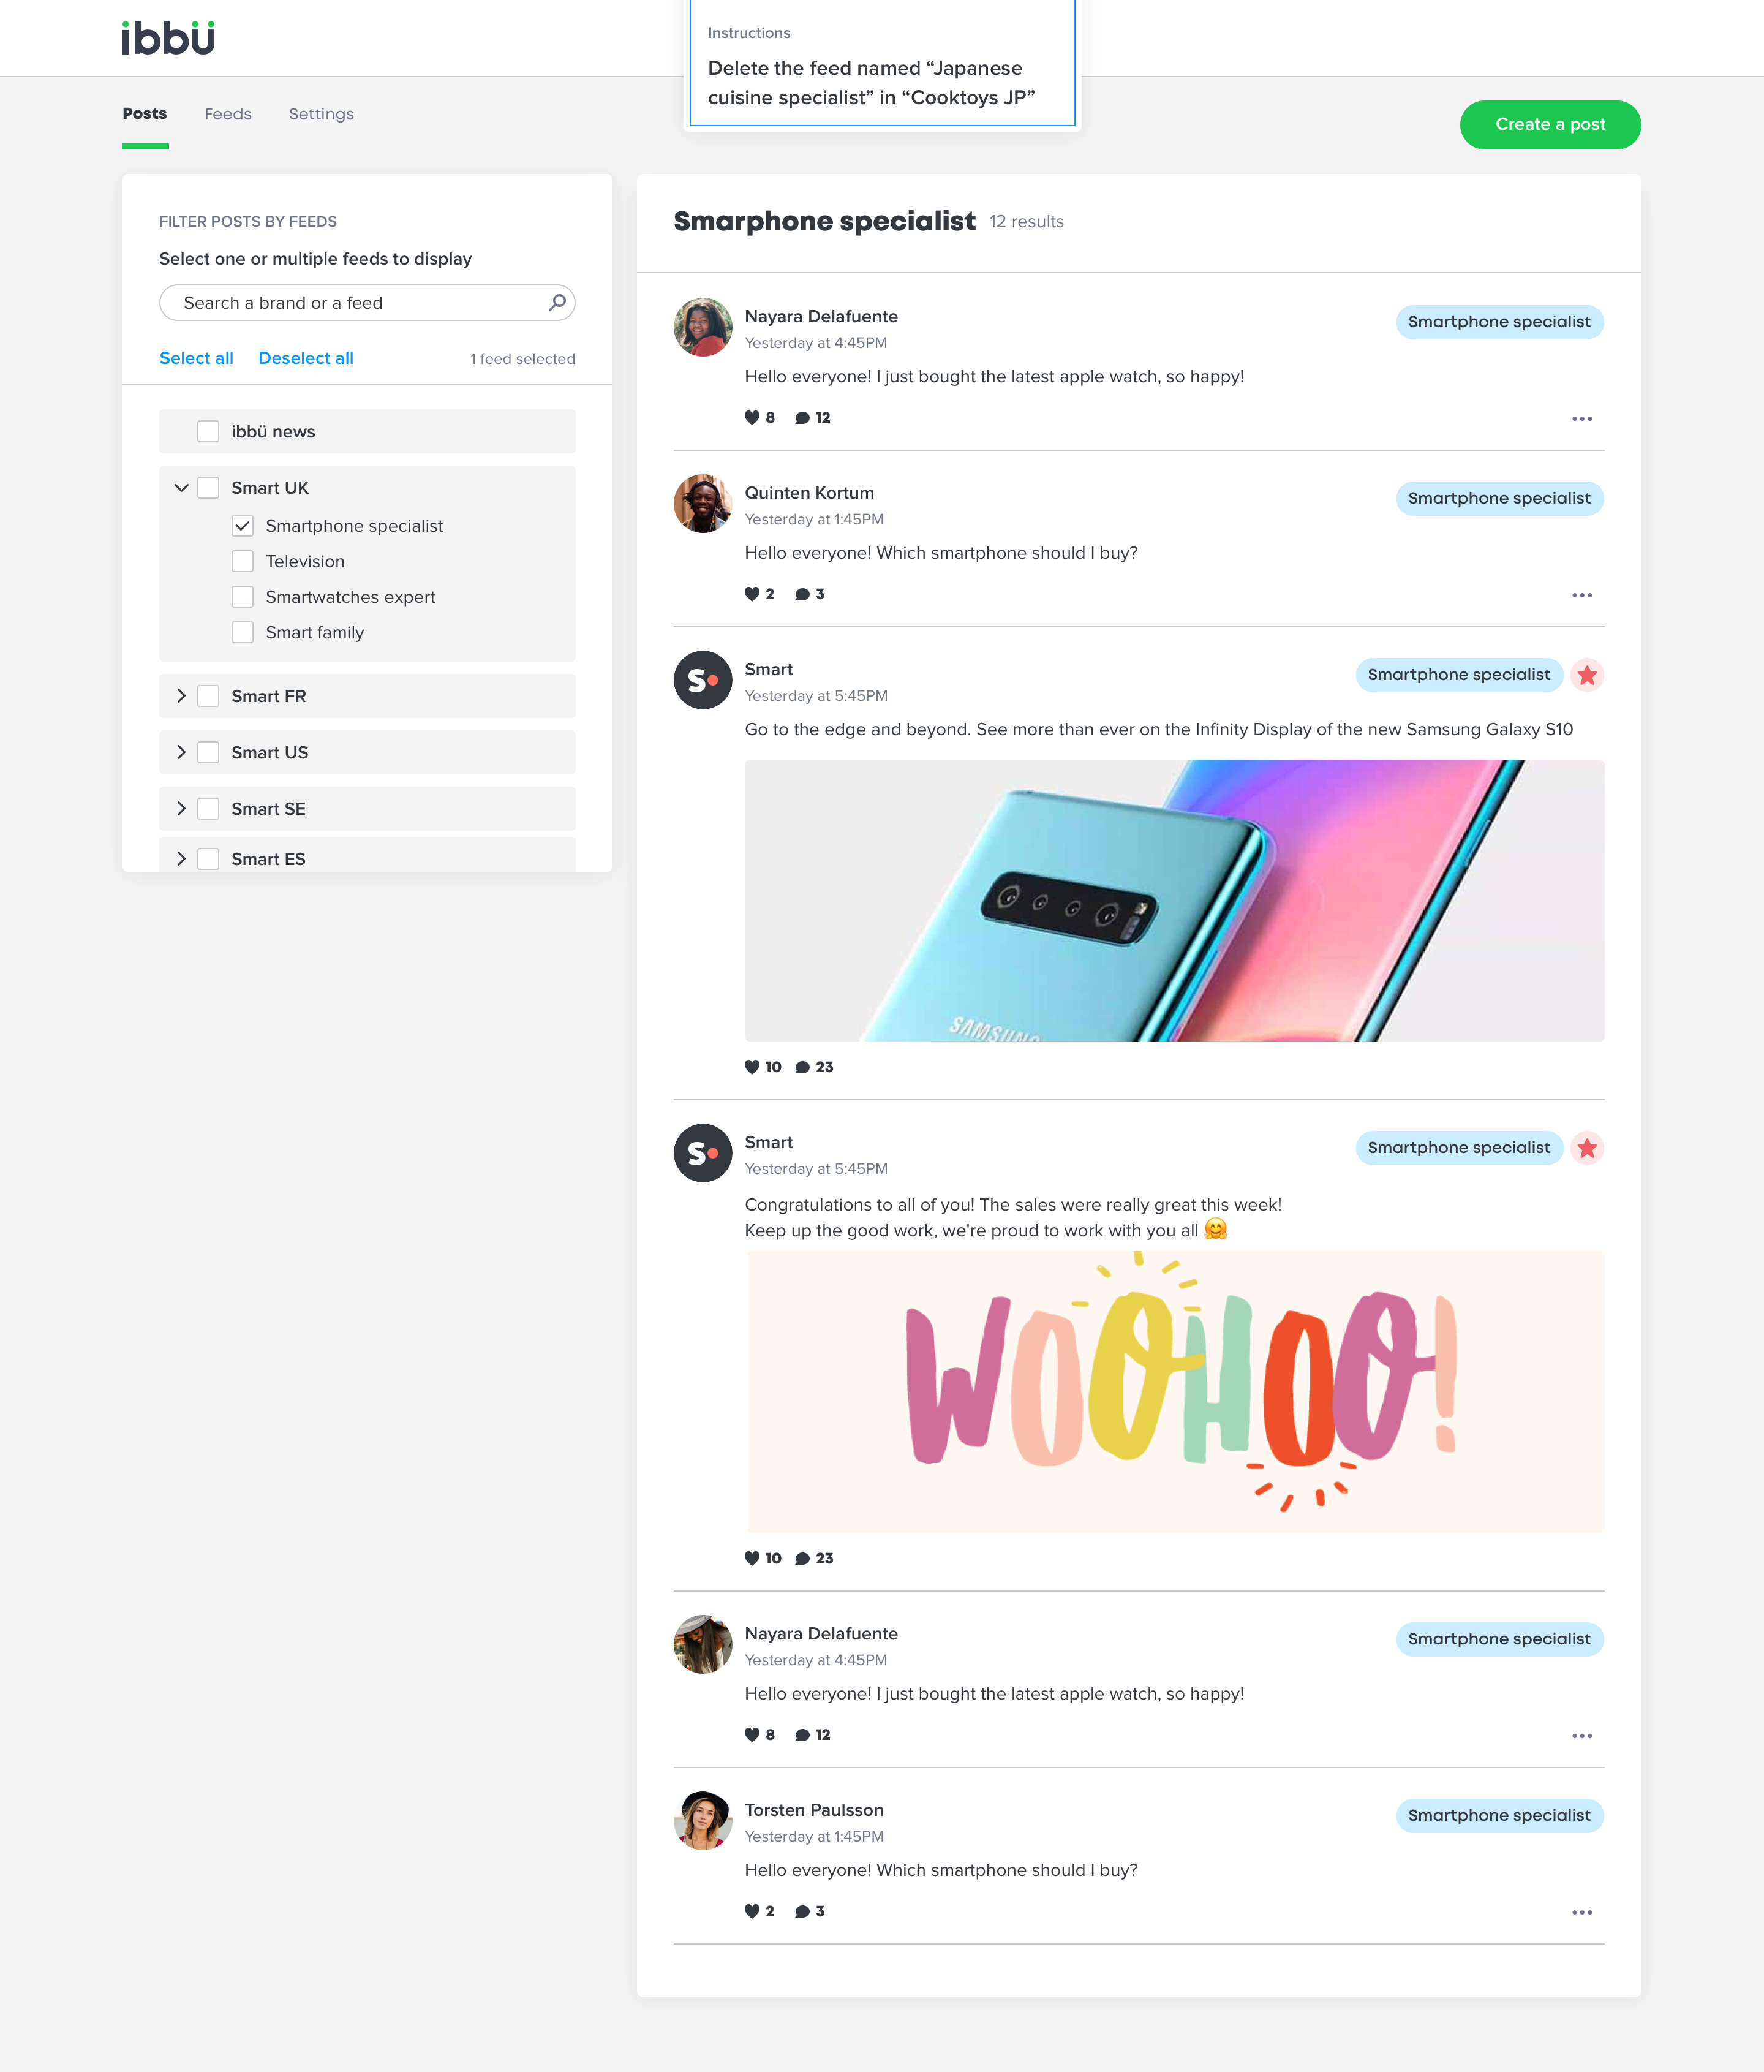 ibbü
Instructions
Delete the feed named “Japanese
cuisine specialist” in “Cooktoys JP”
Posts
Feeds
Settings
Create a post
FILTER POSTS BY FEEDS
Select one or multiple feeds to display
Search a brand or a feed
Select all
Deselect all
1 feed selected
ibbü news
Smart UK
Smartphone specialist
Television
Smartwatches expert
Smart family
Smart FR
Smart US
Smart SE
Smart ES
Smarphone specialist
12 results
Nayara Delafuente
Smartphone specialist
Yesterday at 4:45PM
Hello everyone! I just bought the latest apple watch, so happy!
8
12
Quinten Kortum
Smartphone specialist
Yesterday at 1:45PM
Hello everyone! Which smartphone should I buy?
2
3
S
Smart
Smartphone specialist
Yesterday at 5:45PM
Go to the edge and beyond. See more than ever on the Infinity Display of the new Samsung Galaxy S10
SAMSUNG
10
23
S
Smart
Smartphone specialist
Yesterday at 5:45PM
Congratulations to all of you! The sales were really great this week!
Keep up the good work, we're proud to work with you all 🤗
WOOHOO!
10
23
Nayara Delafuente
Smartphone specialist
Yesterday at 4:45PM
Hello everyone! I just bought the latest apple watch, so happy!
8
12
Torsten Paulsson
Smartphone specialist
Yesterday at 1:45PM
Hello everyone! Which smartphone should I buy?
2
3